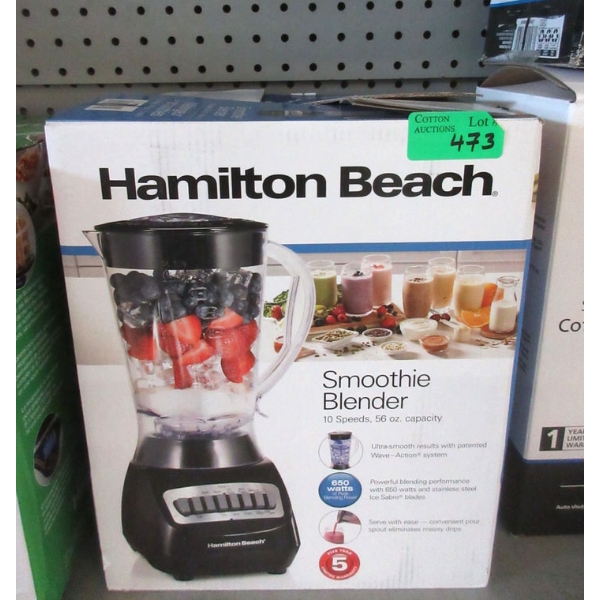 COTTON
AUCTIONS
Lot #
473
Hamilton Beach
Smoothie
Blender
10 Speeds, 56 oz. capacity
Ultra-smooth results with patented
Wave~Action® system
650
watts
Powerful blending performance
with 650 watts and stainless steel
Ice Sabre® blades
Serve with ease — convenient pour
spout eliminates messy drips.
5
Hamilton Beach
1